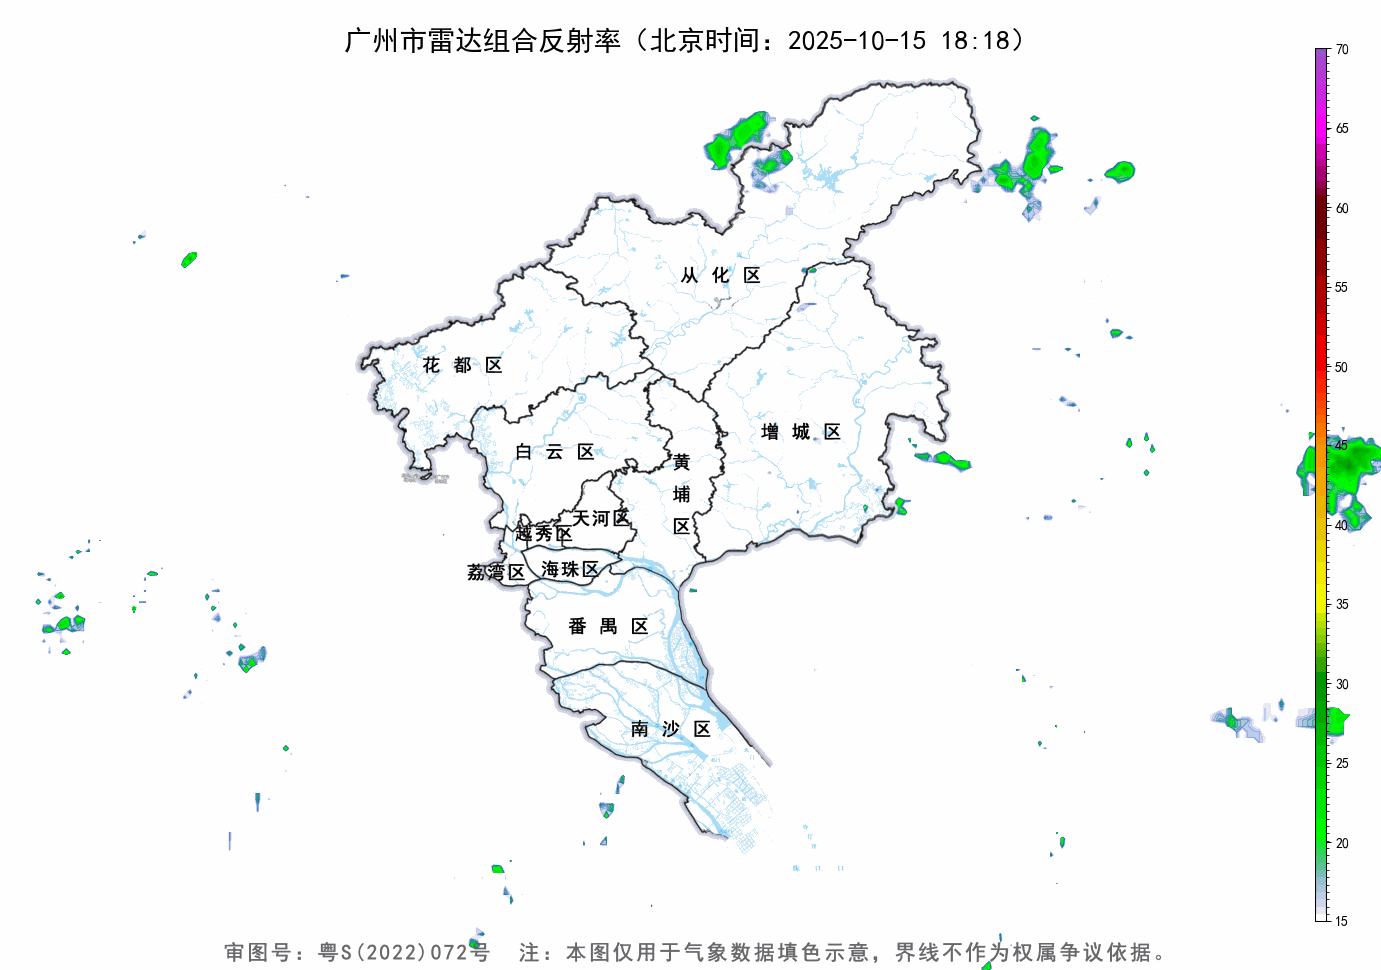 广州市雷达组合反射率（北京时间：2025-10-15 18:18）
70
65
60
55
50
45
40
35
30
25
20
15
从化区
花都区
增城区
白云区
黄埔区
天河区
越秀区
海珠区
荔湾区
番禺区
南沙区
审图号：粤S(2022)072号 注：本图仅用于气象数据填色示意，界线不作为权属争议依据。